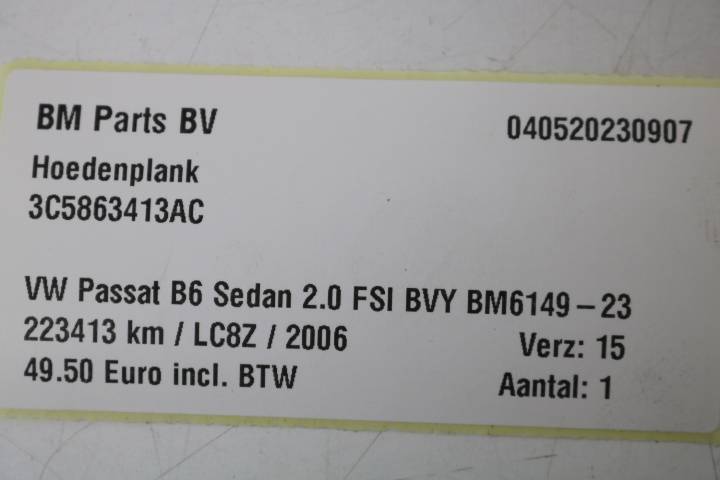 BM Parts BV 040520230907
Hoedenplank
3C5863413AC
VW Passat B6 Sedan 2.0 FSI BVY BM6149-23
223413 km / LC8Z / 2006 Verz: 15
49.50 Euro incl. BTW Aantal: 1